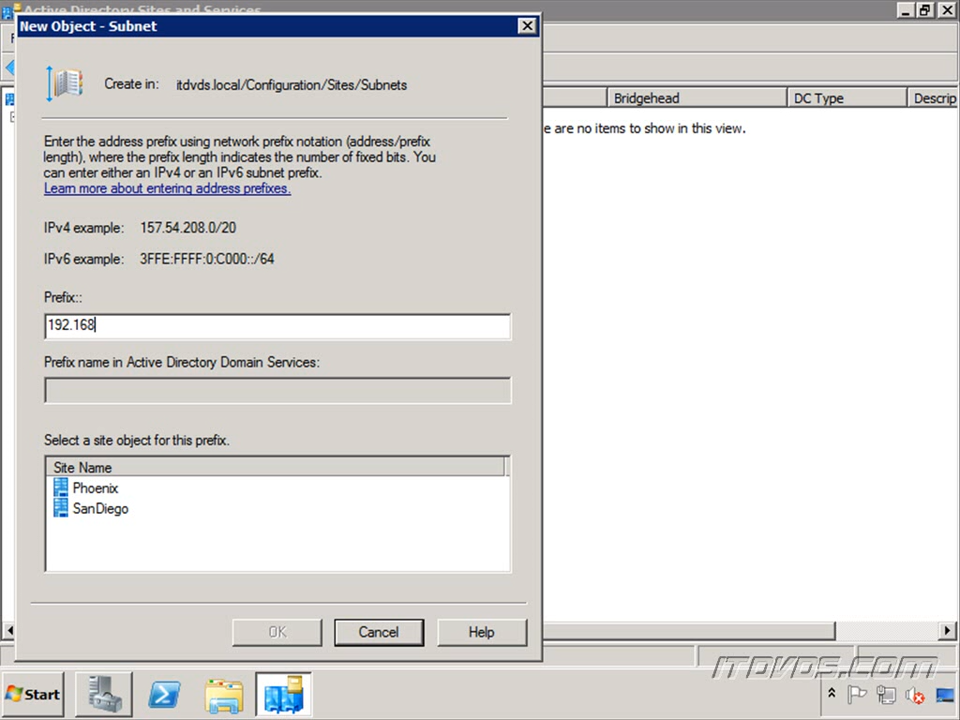 Active Directory Sites and Services
New Object - Subnet
Create in: itdvds.local/Configuration/Sites/Subnets
Bridgehead
DC Type
Descrip
e are no items to show in this view.
Enter the address prefix using network prefix notation (address/prefix
length), where the prefix length indicates the number of fixed bits. You
can enter either an IPv4 or an IPv6 subnet prefix.
Learn more about entering address prefixes.
IPv4 example: 157.54.208.0/20
IPv6 example: 3FFE:FFFF:0:C000::/64
Prefix::
192.168
Prefix name in Active Directory Domain Services:
Select a site object for this prefix.
Site Name
Phoenix
SanDiego
OK
Cancel
Help
ITDVDS.COM
Start